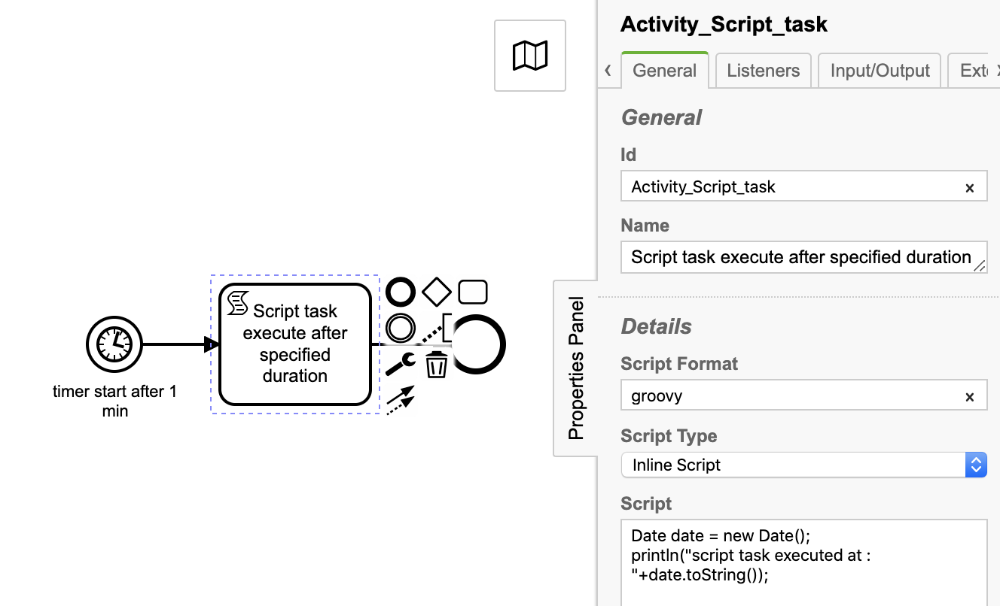 Activity_Script_task
General
Listeners
Input/Output
General
Id
Activity_Script_task
Name
Script task execute after specified duration
Details
Script Format
groovy
Script Type
Inline Script
Script
Date date = new Date();
println("script task executed at :
"+date.toString());
Properties Panel
Script task
execute after
specified
duration
timer start after 1
min